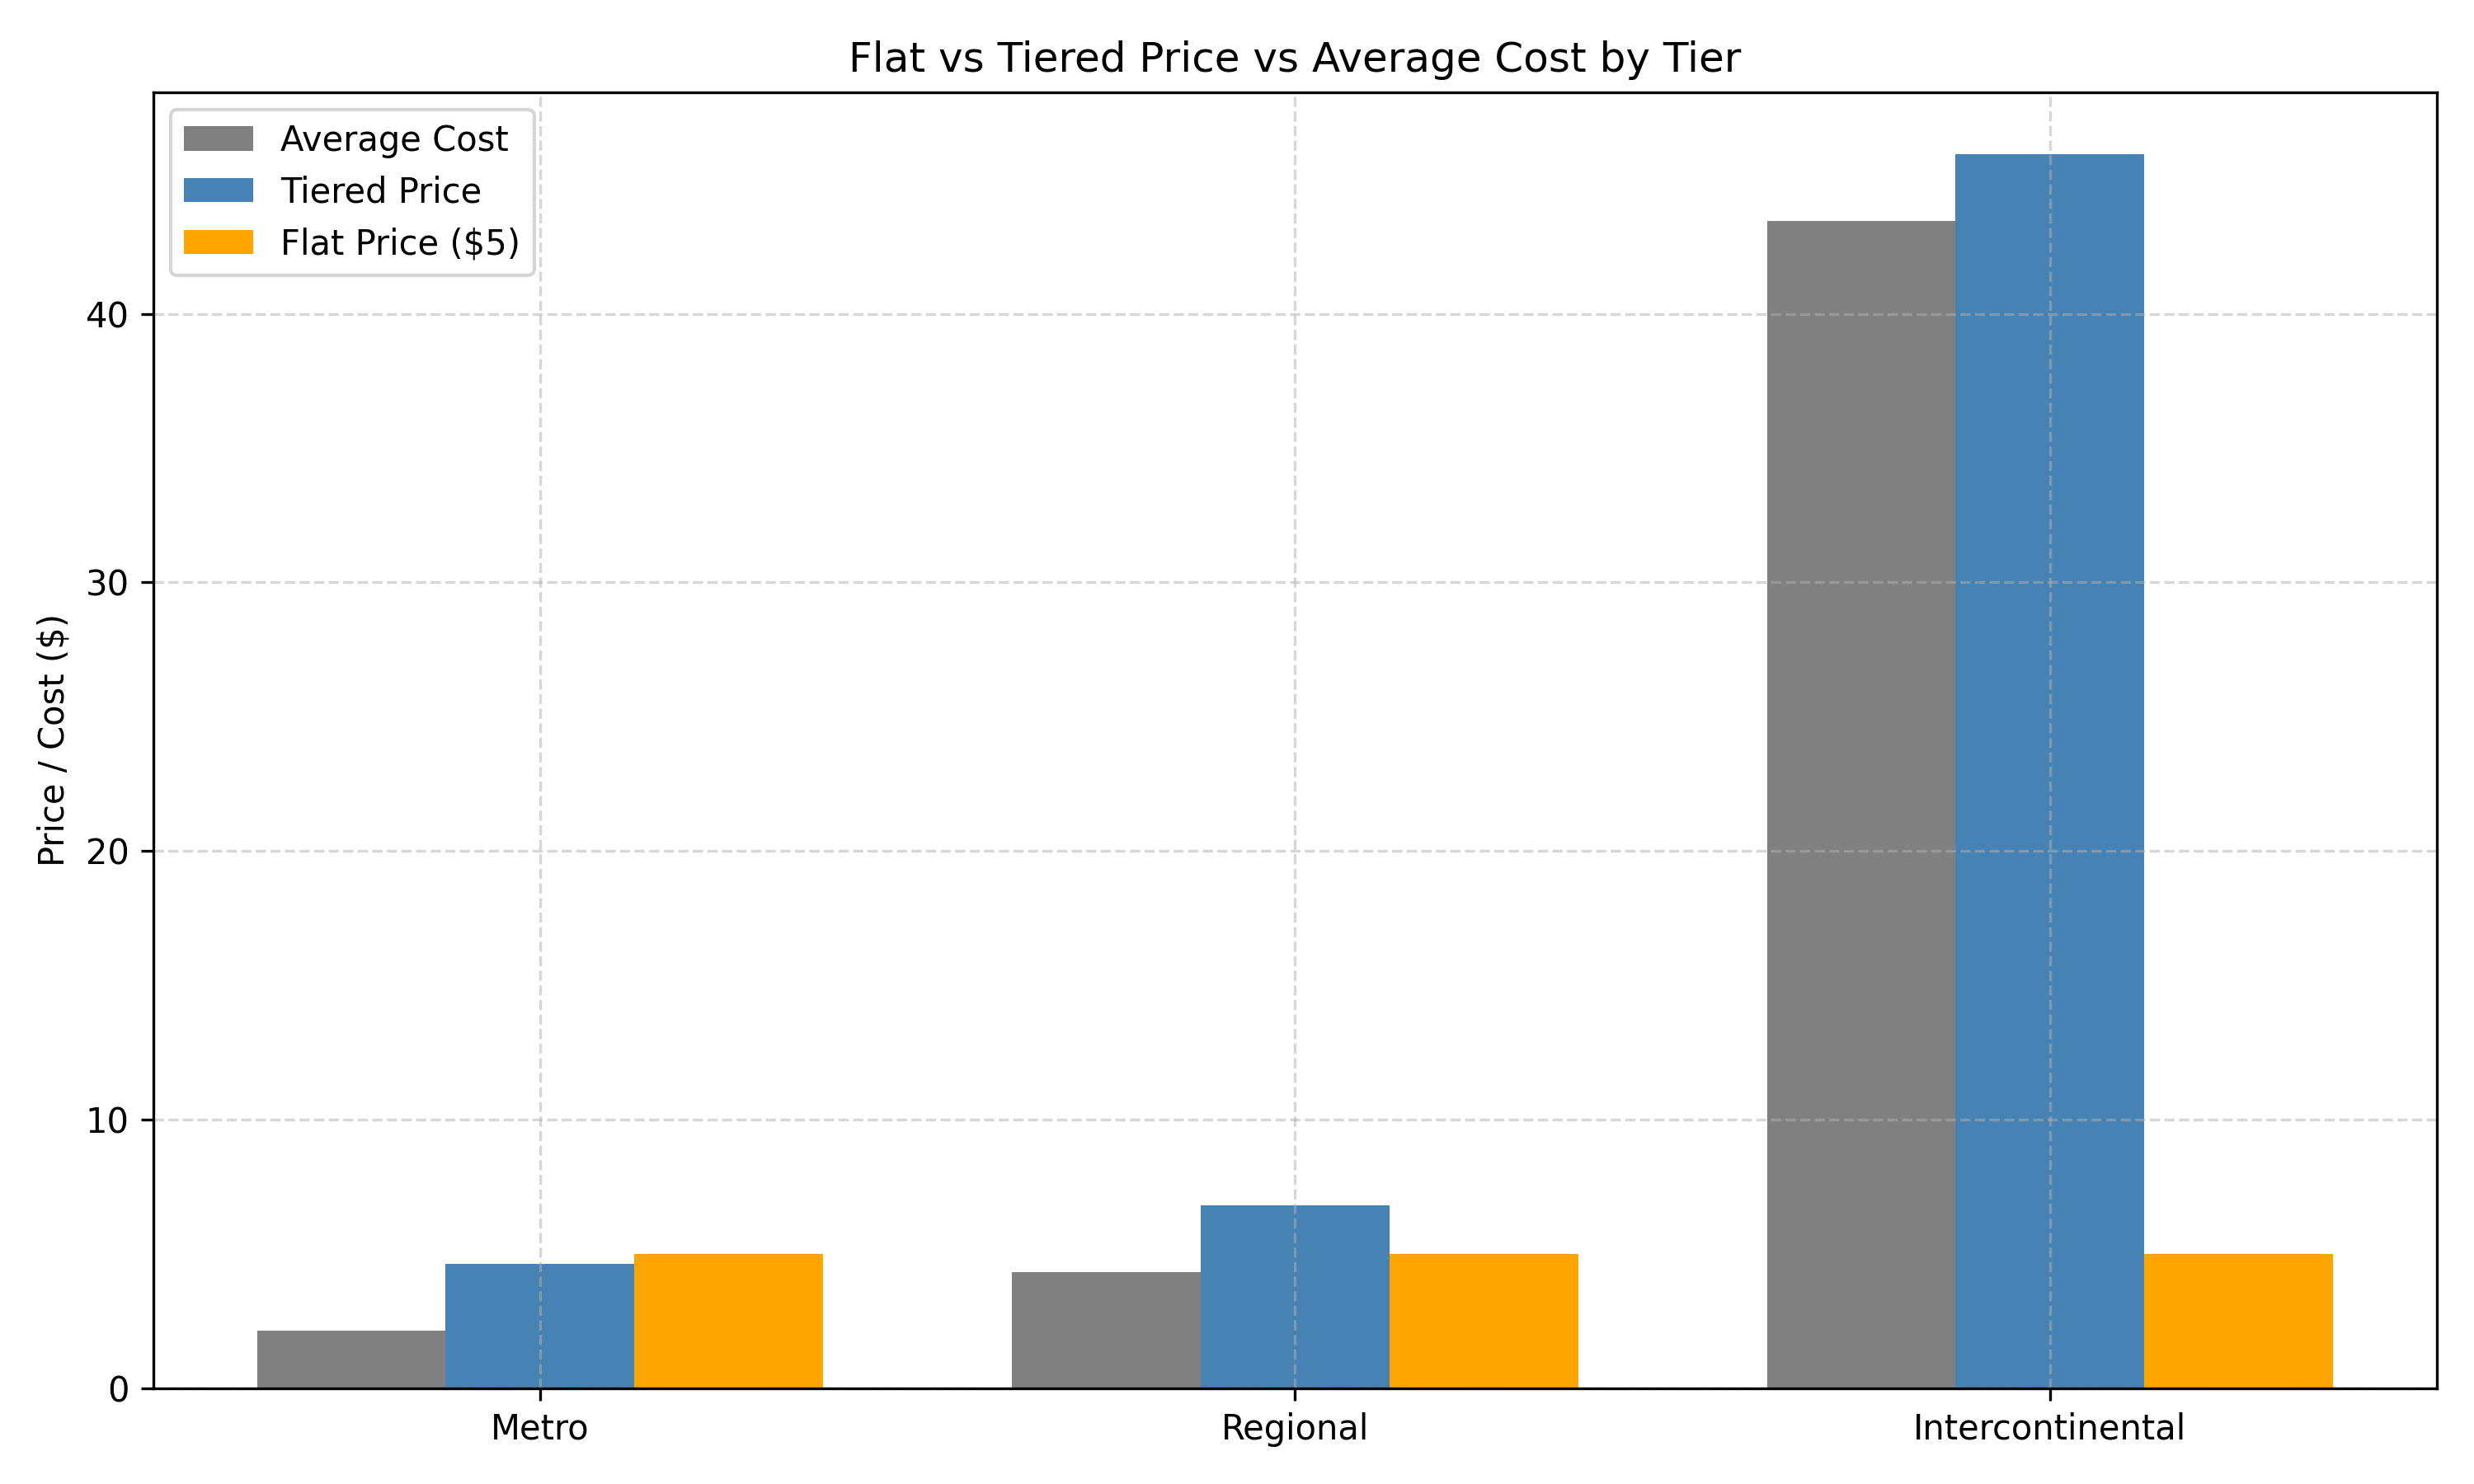 Flat vs Tiered Price vs Average Cost by Tier
Average Cost
Tiered Price
Flat Price ($5)
Price / Cost ($)
40
30
20
10
0
Metro
Regional
Intercontinental